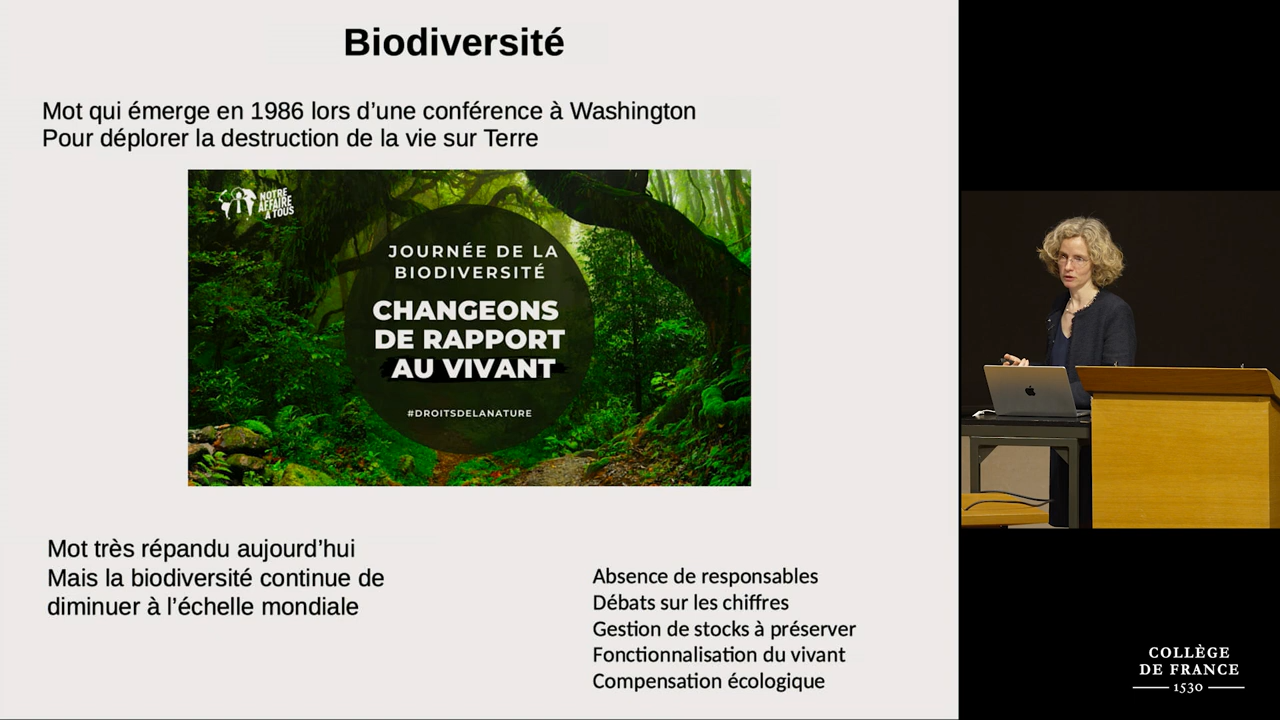 Biodiversité
Mot qui émerge en 1986 lors d’une conférence à Washington
Pour déplorer la destruction de la vie sur Terre
NOTRE
AFFAIRE
A TOUS
JOURNÉE DE LA
BIODIVERSITÉ
CHANGEONS
DE RAPPORT
AU VIVANT
#DROITSDELANATURE
Mot très répandu aujourd’hui
Mais la biodiversité continue de
diminuer à l’échelle mondiale
Absence de responsables
Débats sur les chiffres
Gestion de stocks à préserver
Fonctionnalisation du vivant
Compensation écologique
COLLÈGE
DE FRANCE
1530